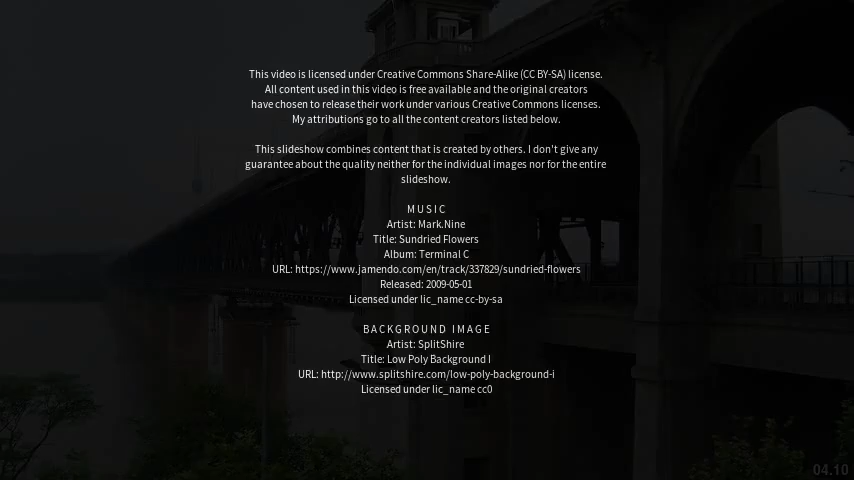 This video is licensed under Creative Commons Share-Alike (CC BY-SA) license.
All content used in this video is free available and the original creators
have chosen to release their work under various Creative Commons licenses.
My attributions go to all the content creators listed below.
This slideshow combines content that is created by others. I don't give any
guarantee about the quality neither for the individual images nor for the entire
slideshow.
MUSIC
Artist: Mark.Nine
Title: Sundried Flowers
Album: Terminal C
URL: https://www.jamendo.com/en/track/337829/sundried-flowers
Released: 2009-05-01
Licensed under lic_name cc-by-sa
BACKGROUND IMAGE
Artist: SplitShire
Title: Low Poly Background I
URL: http://www.splitshire.com/low-poly-background-i
Licensed under lic_name cc0
04.10